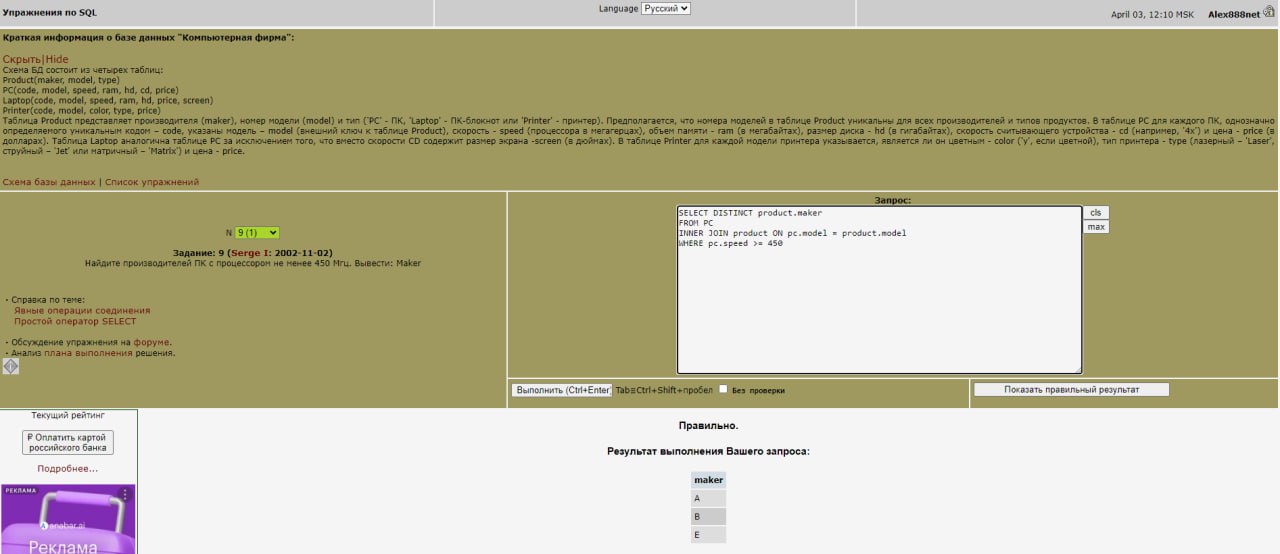 Упражнения по SQL
Language Русский
April 03, 12:10 MSK Alex888net
Краткая информация о базе данных "Компьютерная фирма":
Скрыть|Hide
Схема БД состоит из четырех таблиц:
Product(maker, model, type)
PC(code, model, speed, ram, hd, cd, price)
Laptop(code, model, speed, ram, hd, price, screen)
Printer(code, model, color, type, price)
Таблица Product представляет производителя (maker), номер модели (model) и тип ('PC' - ПК, 'Laptop' - ПК-блокнот или 'Printer' - принтер). Предполагается, что номера моделей в таблице Product уникальны для всех производителей и типов продуктов. В таблице PC для каждого ПК, однозначно
определяемого уникальным кодом – code, указаны модель – model (внешний ключ к таблице Product), скорость - speed (процессора в мегагерцах), объем памяти - ram (в мегабайтах), размер диска - hd (в гигабайтах), скорость считывающего устройства - cd (например, '4x') и цена - price (в
долларах). Таблица Laptop аналогична таблице PC за исключением того, что вместо скорости CD содержит размер экрана -screen (в дюймах). В таблице Printer для каждой модели принтера указывается, является ли он цветным - color ('y', если цветной), тип принтера - type (лазерный – 'Laser',
струйный – 'Jet' или матричный – 'Matrix') и цена - price.
Схема базы данных | Список упражнений
N 9 (1)
Задание: 9 (Serge I: 2002-11-02)
Найдите производителей ПК с процессором не менее 450 Мгц. Вывести: Maker
· Справка по теме:
Явные операции соединения
Простой оператор SELECT
· Обсуждение упражнения на форуме.
· Анализ плана выполнения решения.
Запрос:
SELECT DISTINCT product.maker
FROM PC
INNER JOIN product ON pc.model = product.model
WHERE pc.speed >= 450
cls
max
Выполнить (Ctrl+Enter) Tab≡Ctrl+Shift+пробел Без проверки
Показать правильный результат
Текущий рейтинг
₽ Оплатить картой
российского банка
Подробнее...
РЕКЛАМА
anabar.ai
Реклама
Правильно.
Результат выполнения Вашего запроса:
maker
A
B
E